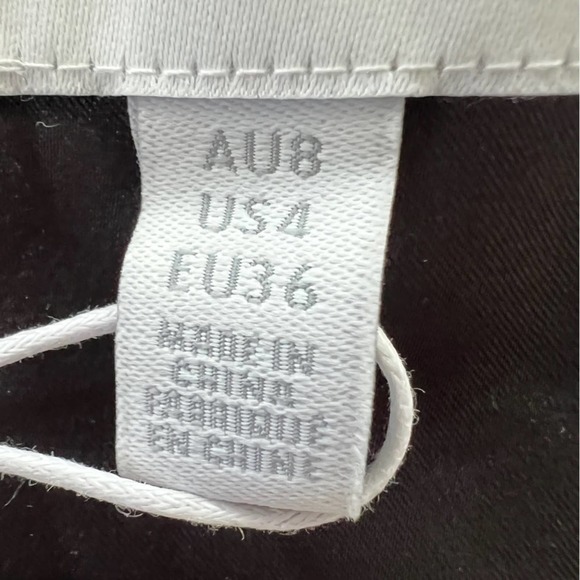 AU8
US4
EU36
MADE IN
CHINA
FABRIQUÉ
EN CHINE